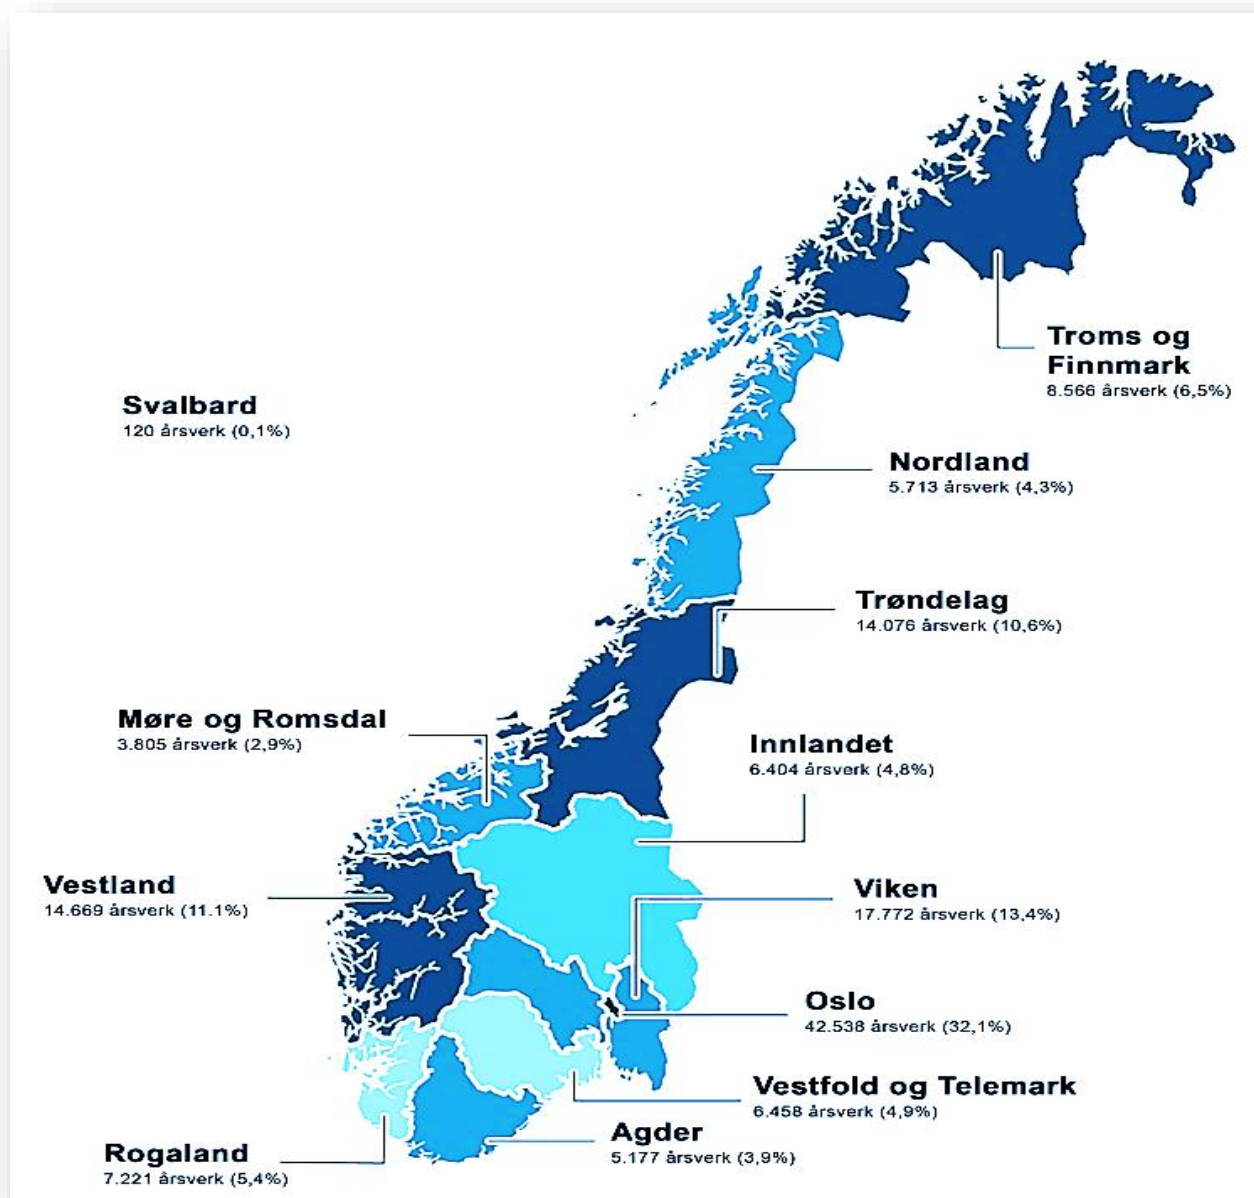 Troms og
Finnmark
8.566 årsverk (6,5%)
Svalbard
120 årsverk (0,1%)
Nordland
5.713 årsverk (4,3%)
Trøndelag
14.076 årsverk (10,6%)
Møre og Romsdal
3.805 årsverk (2,9%)
Innlandet
6.404 årsverk (4,8%)
Vestland
14.669 årsverk (11.1%)
Viken
17.772 årsverk (13,4%)
Oslo
42.538 årsverk (32,1%)
Vestfold og Telemark
6.458 årsverk (4,9%)
Agder
5.177 årsverk (3,9%)
Rogaland
7.221 årsverk (5,4%)